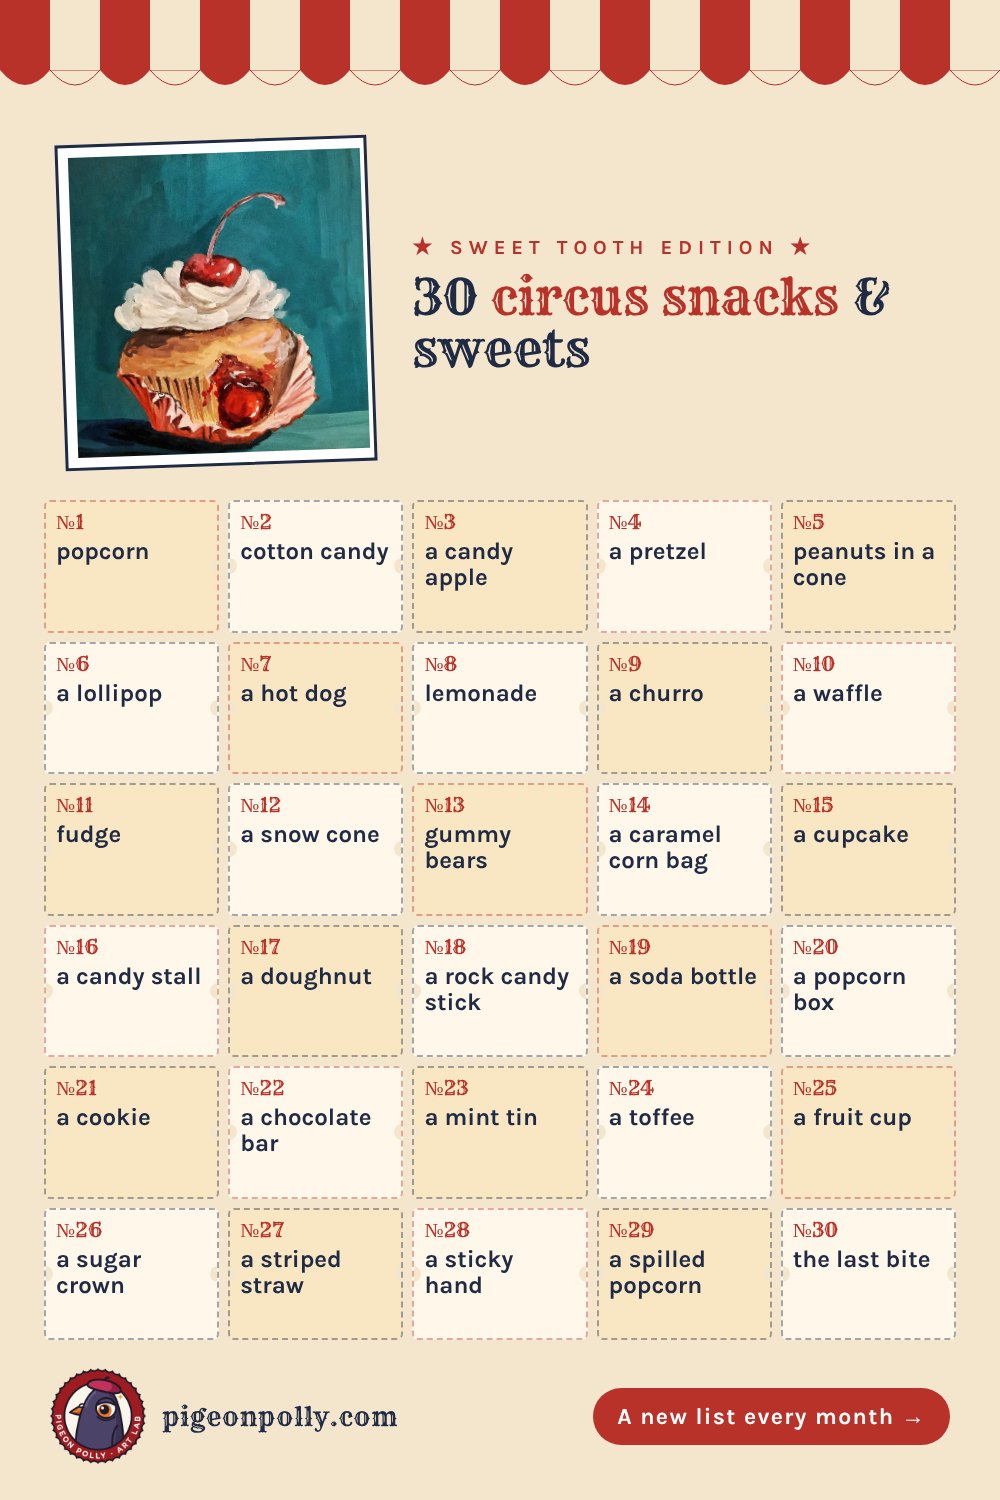 ★ SWEET TOOTH EDITION ★
30 circus snacks &
sweets
№1
popcorn
№2
cotton candy
№3
a candy
apple
№4
a pretzel
№5
peanuts in a
cone
№6
a lollipop
№7
a hot dog
№8
lemonade
№9
a churro
№10
a waffle
№11
fudge
№12
a snow cone
№13
gummy
bears
№14
a caramel
corn bag
№15
a cupcake
№16
a candy stall
№17
a doughnut
№18
a rock candy
stick
№19
a soda bottle
№20
a popcorn
box
№21
a cookie
№22
a chocolate
bar
№23
a mint tin
№24
a toffee
№25
a fruit cup
№26
a sugar
crown
№27
a striped
straw
№28
a sticky
hand
№29
a spilled
popcorn
№30
the last bite
PIGEON POLLY · ART LAB
pigeonpolly.com
A new list every month →